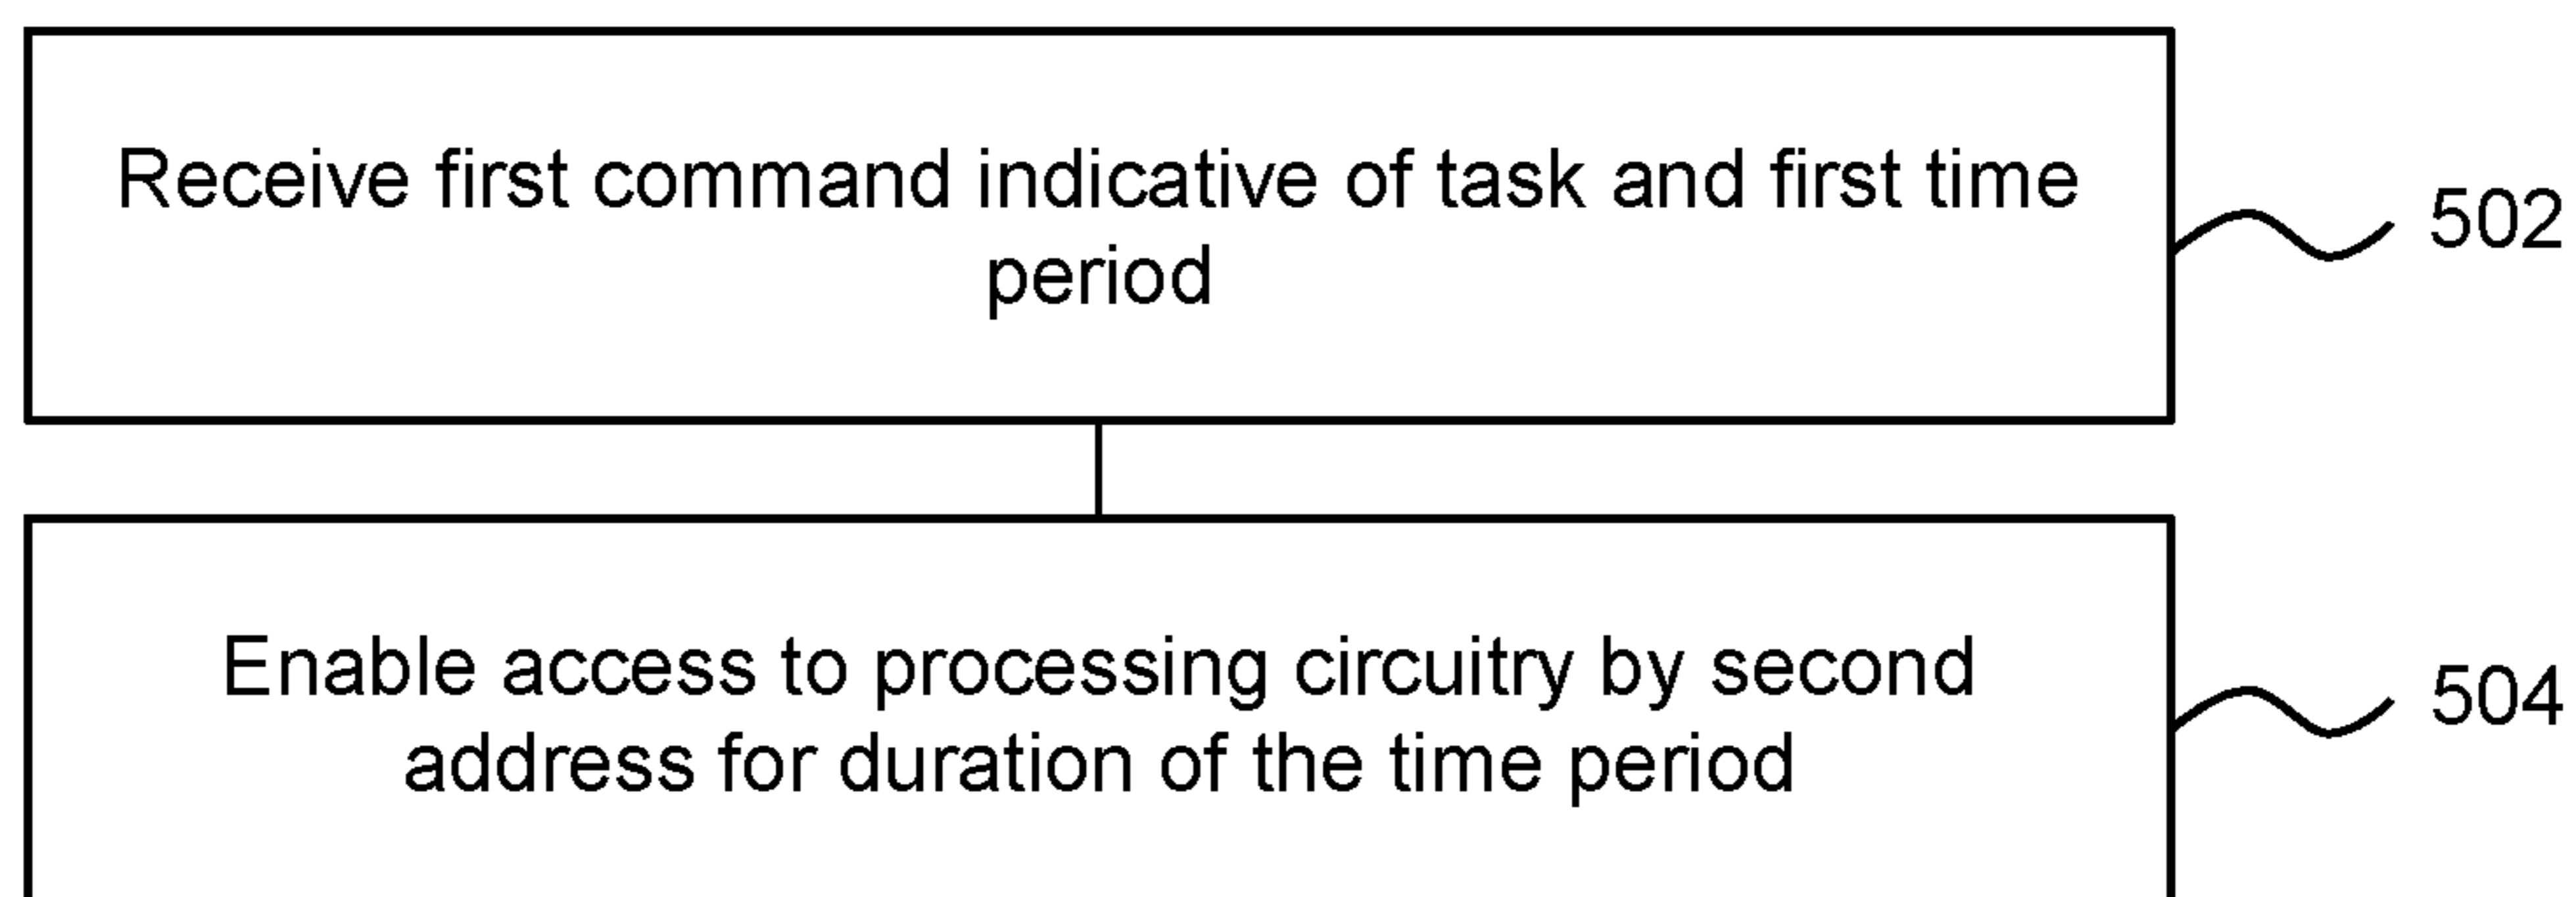 Receive first command indicative of task and first time
period
502
Enable access to processing circuitry by second
address for duration of the time period
504